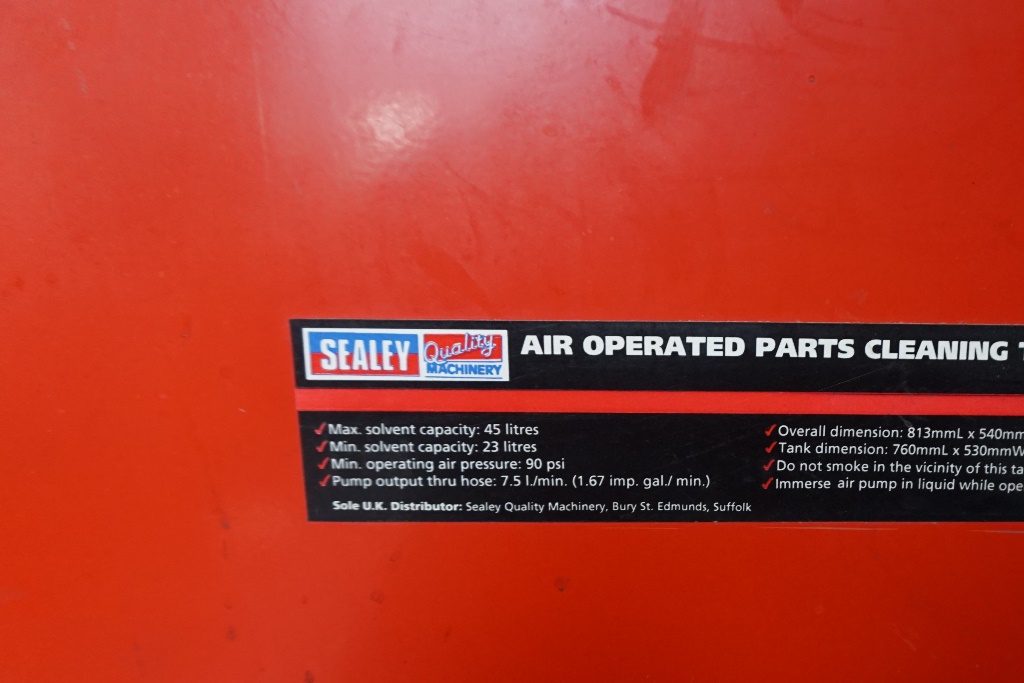 SEALEY Quality MACHINERY AIR OPERATED PARTS CLEANING T
✓Max. solvent capacity: 45 litres
✓Min. solvent capacity: 23 litres
✓Min. operating air pressure: 90 psi
✓Pump output thru hose: 7.5 l./min. (1.67 imp. gal./ min.)
✓Overall dimension: 813mmL x 540mm
✓Tank dimension: 760mmL x 530mmW
✓Do not smoke in the vicinity of this ta
✓Immerse air pump in liquid while ope
Sole U.K. Distributor: Sealey Quality Machinery, Bury St. Edmunds, Suffolk